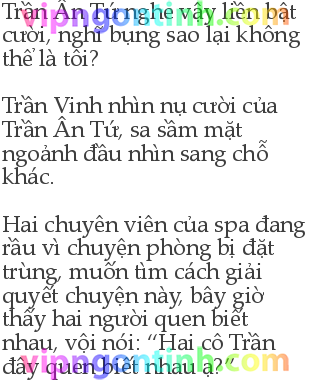 Trần Ân Tứ nghe vậy liền bật
cười, nghĩ bụng sao lại không
thể là tôi?
Trần Vinh nhìn nụ cười của
Trần Ân Tứ, sa sầm mặt
ngoảnh đầu nhìn sang chỗ
khác.
Hai chuyên viên của spa đang
rầu vì chuyện phòng bị đặt
trùng, muốn tìm cách giải
quyết chuyện này, bây giờ
thấy hai người quen biết
nhau, vội nói: “Hai cô Trần
đây quen biết nhau ạ?”
vipngontinh.com
vipngontinh.com